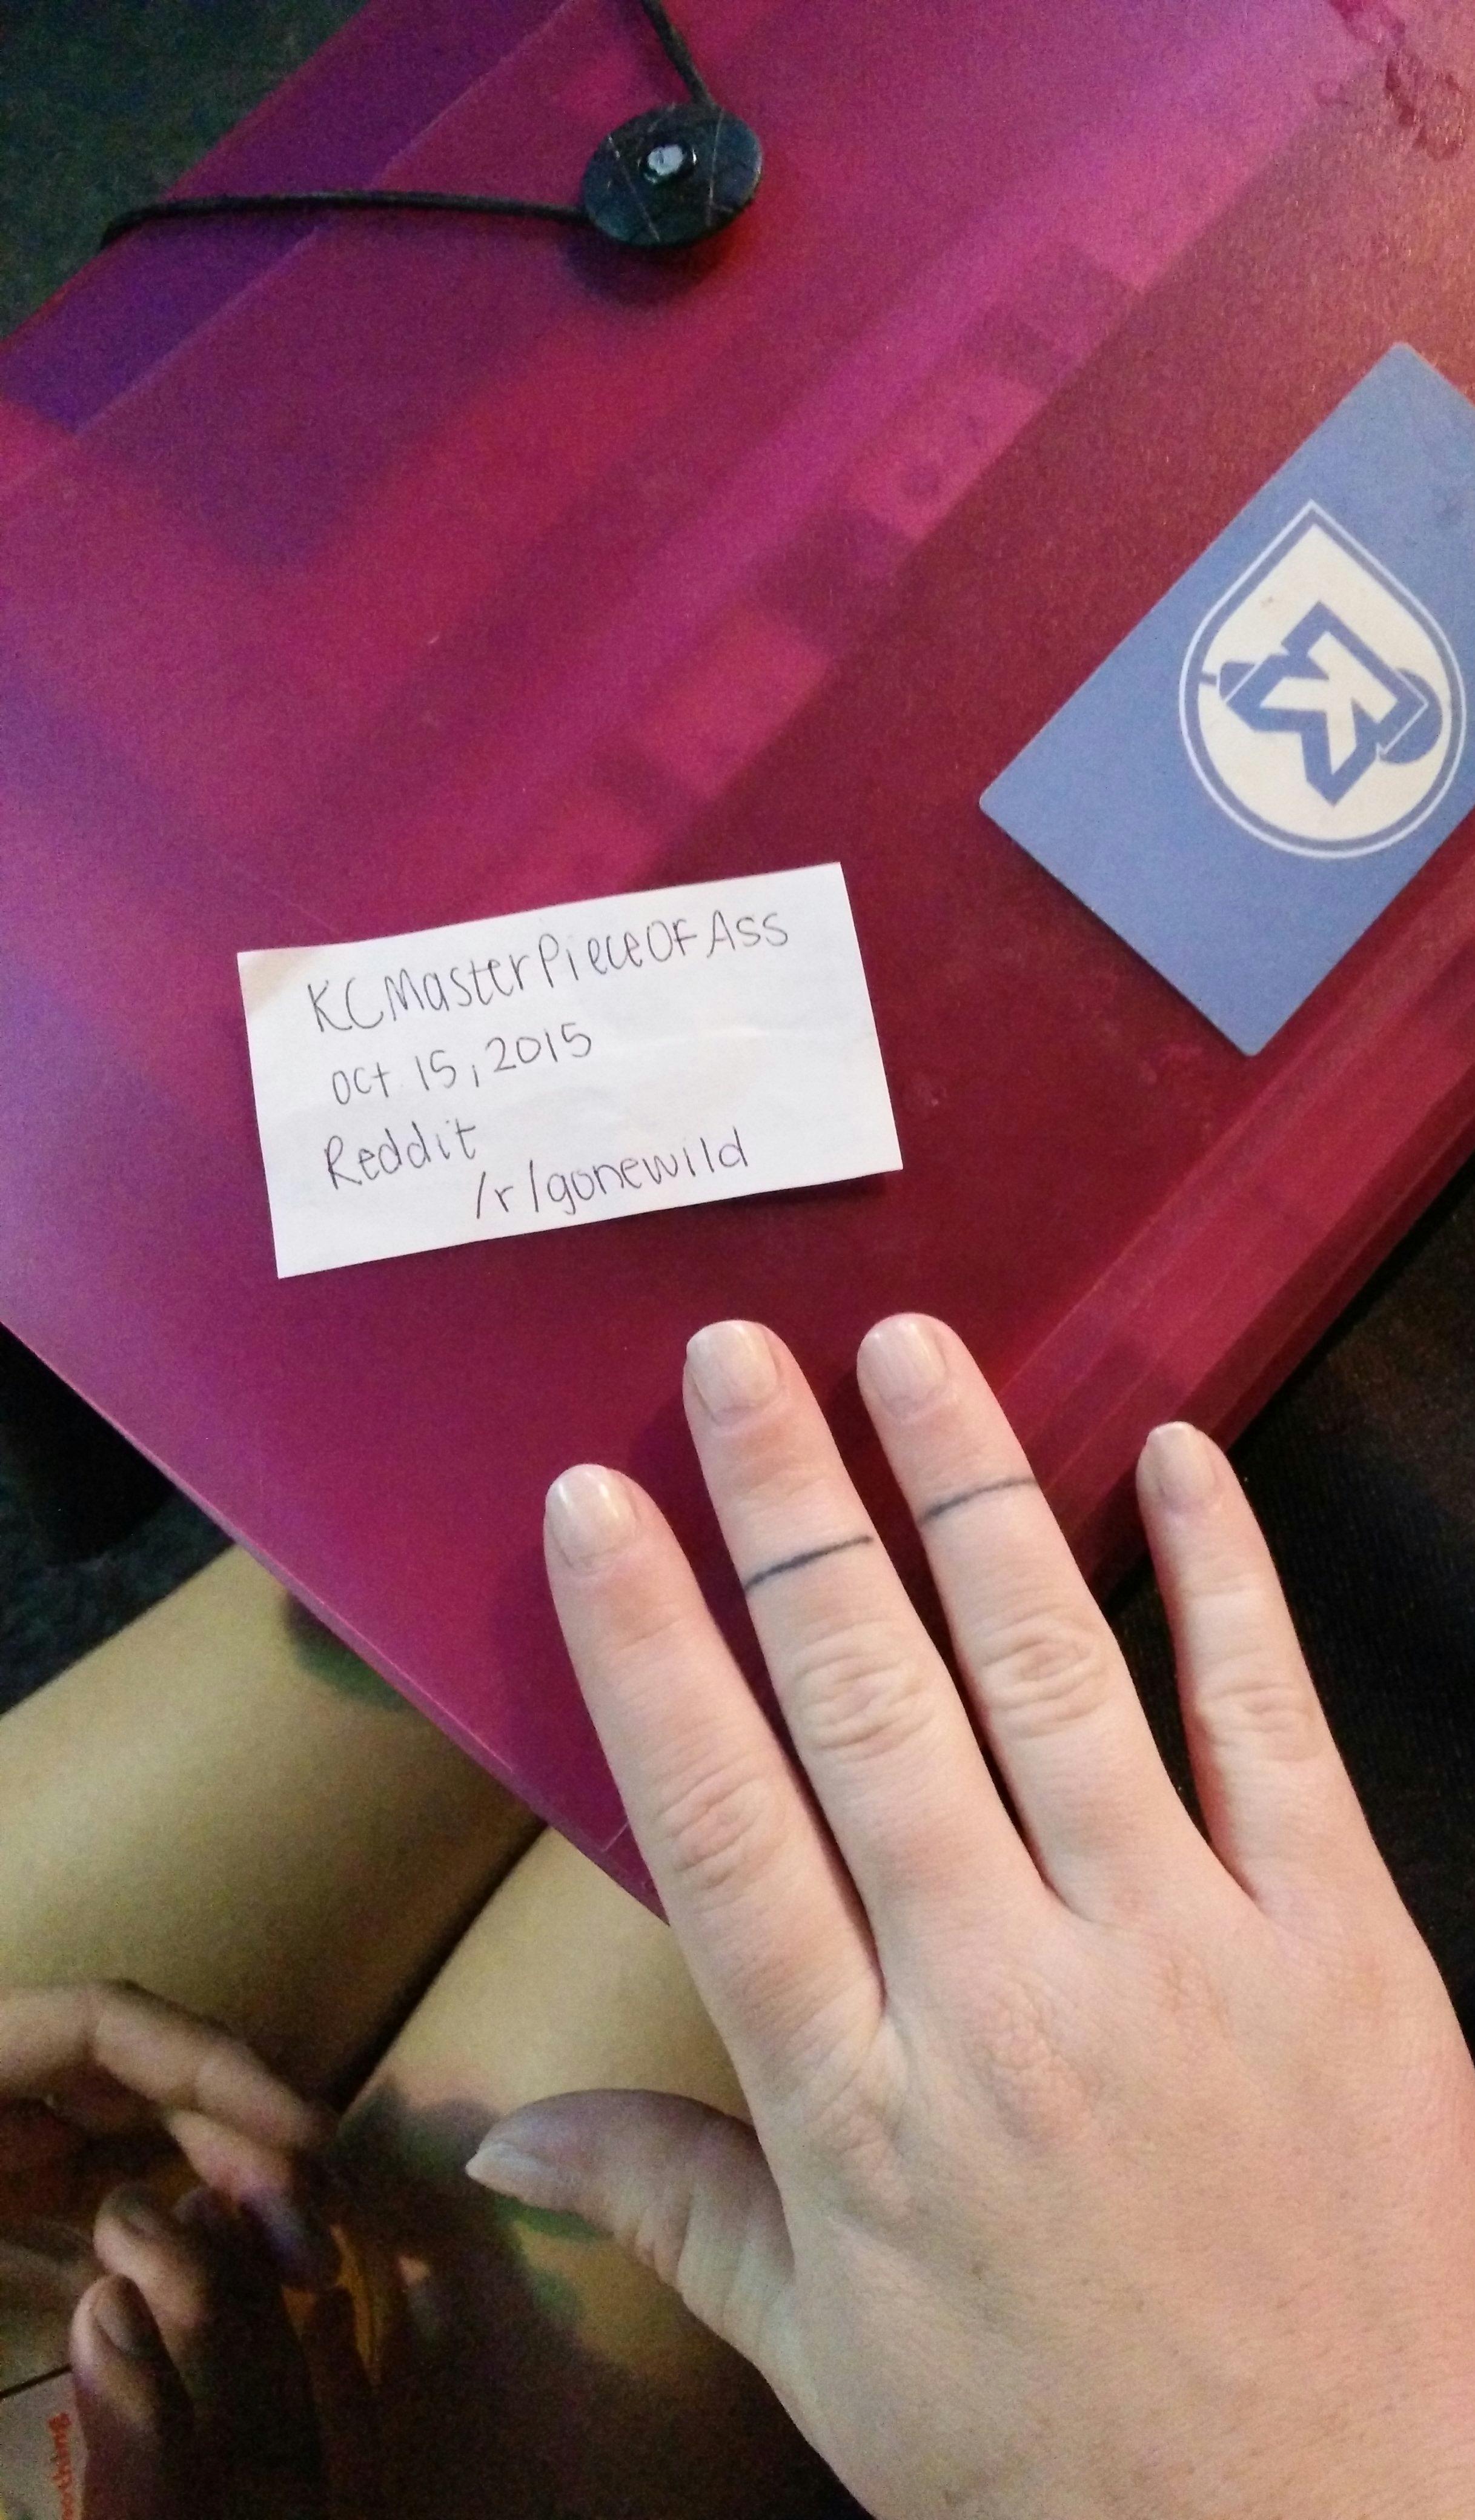 KCMasterPieceOfAss
oct 15, 2015
Reddit
/r/gonewild
K